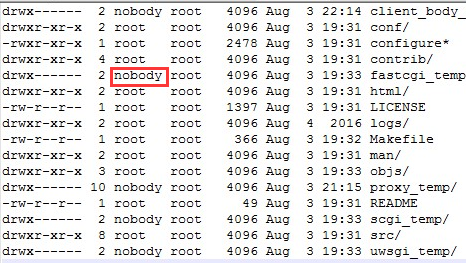 drwx------ 2 nobody root 4096 Aug 3 22:14 client_body_
drwxr-xr-x 2 root root 4096 Aug 3 19:31 conf/
-rwxr-xr-x 1 root root 2478 Aug 3 19:31 configure*
drwxr-xr-x 4 root root 4096 Aug 3 19:31 contrib/
drwx------ 2 nobody root 4096 Aug 3 19:33 fastcgi_temp
drwxr-xr-x 2 root root 4096 Aug 3 19:31 html/
-rw-r--r-- 1 root root 1397 Aug 3 19:31 LICENSE
drwxr-xr-x 2 root root 4096 Aug 4 2016 logs/
-rw-r--r-- 1 root root 366 Aug 3 19:32 Makefile
drwxr-xr-x 2 root root 4096 Aug 3 19:31 man/
drwxr-xr-x 3 root root 4096 Aug 3 19:33 objs/
drwx------ 10 nobody root 4096 Aug 3 21:15 proxy_temp/
-rw-r--r-- 1 root root 49 Aug 3 19:31 README
drwx------ 2 nobody root 4096 Aug 3 19:33 scgi_temp/
drwxr-xr-x 8 root root 4096 Aug 3 19:31 src/
drwx------ 2 nobody root 4096 Aug 3 19:33 uwsgi_temp/